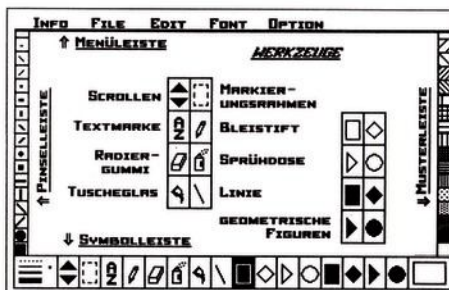 INFO FILE EDIT FONT OPTION
⇑ MENÜLEISTE
WERKZEUGE
⇑ PINSELLEISTE
SCROLLEN
MARKIER-
UNGSRAHMEN
TEXTMARKE
BLEISTIFT
RADIER-
GUMMI
SPRÜHDOSE
TUSCHEGLAS
LINIE
GEOMETRISCHE
FIGUREN
⇓ MUSTERLEISTE
⇓ SYMBOLLEISTE